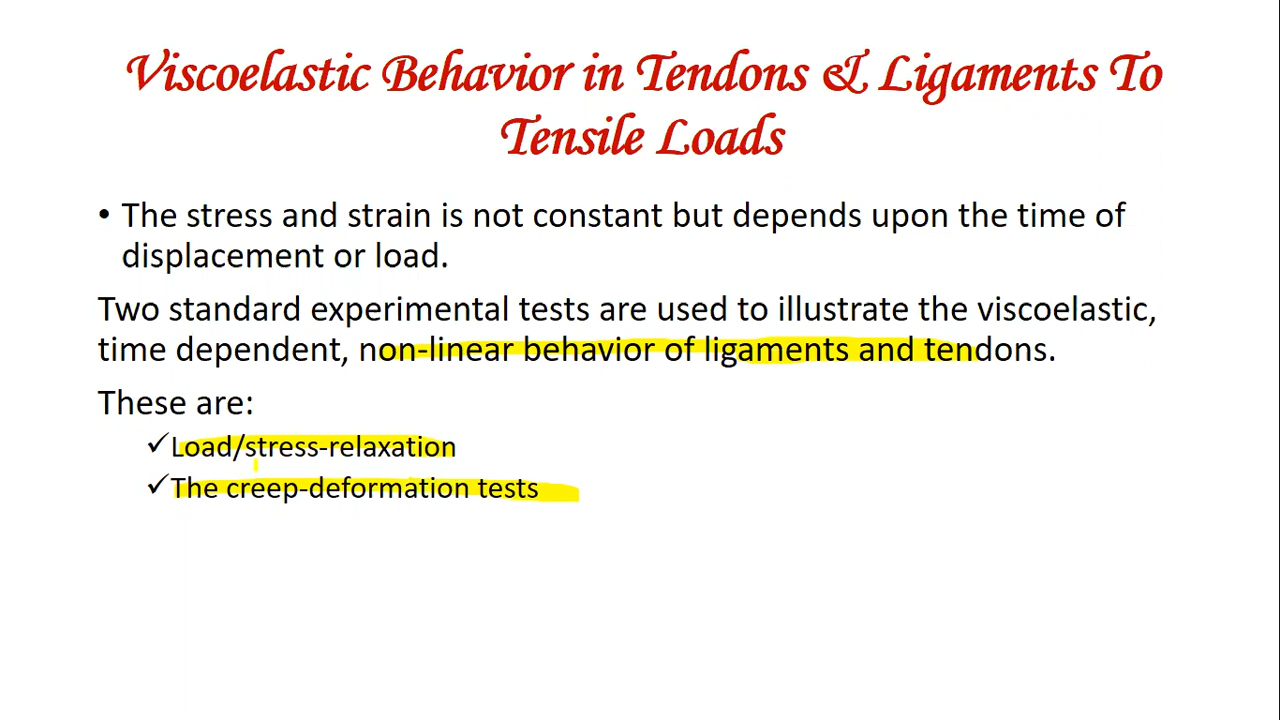 Viscoelastic Behavior in Tendons & Ligaments To
Tensile Loads
• The stress and strain is not constant but depends upon the time of
displacement or load.
Two standard experimental tests are used to illustrate the viscoelastic,
time dependent, non-linear behavior of ligaments and tendons.
These are:
✓Load/stress-relaxation
✓The creep-deformation tests